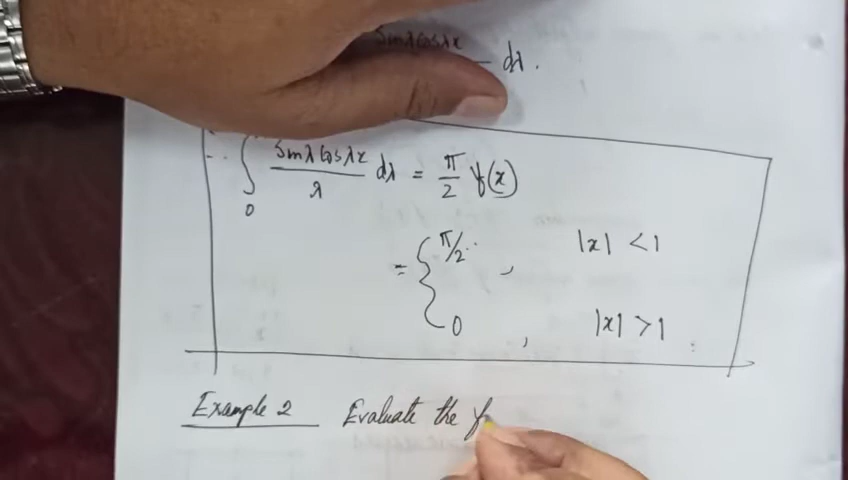 Sinλ Cosλx dλ.
∴ ∫₀ Sinλ Cosλx / λ dλ = π/2 f(x)
= { π/2 , |x| < 1
0 , |x| > 1
Example 2 Evaluate the f